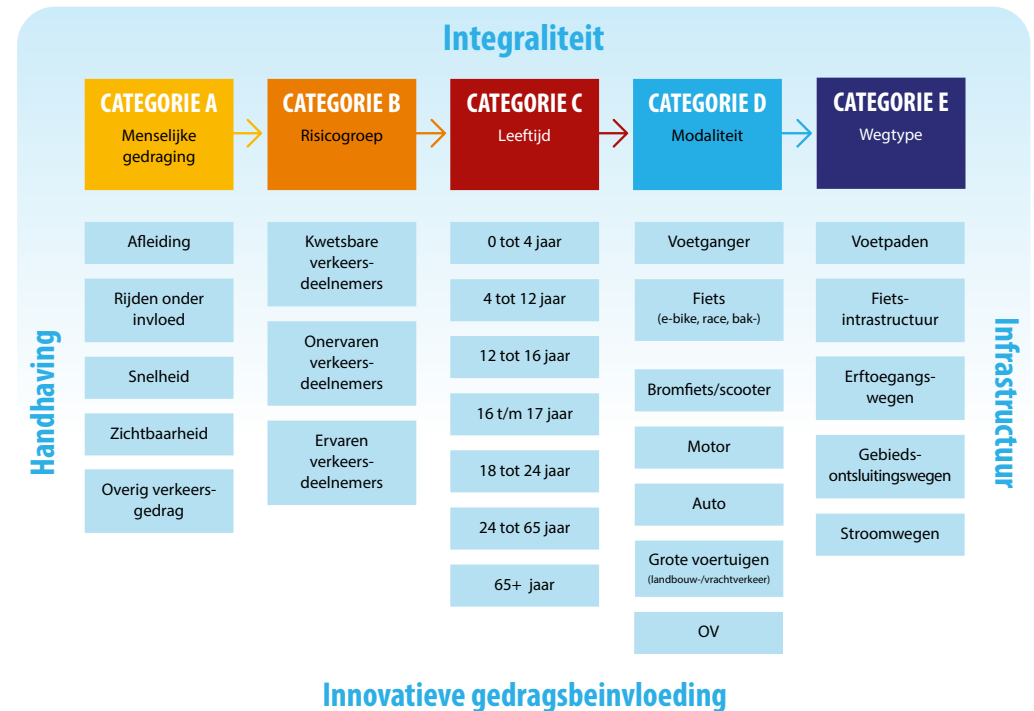 Integraliteit
CATEGORIE A
Menselijke
gedraging
CATEGORIE B
Risicogroep
CATEGORIE C
Leeftijd
CATEGORIE D
Modaliteit
CATEGORIE E
Wegtype
Afleiding
Rijden onder
invloed
Snelheid
Zichtbaarheid
Overig verkeers-
gedrag
Kwetsbare
verkeers-
deelnemers
Onervaren
verkeers-
deelnemers
Ervaren
verkeers-
deelnemers
0 tot 4 jaar
4 tot 12 jaar
12 tot 16 jaar
16 t/m 17 jaar
18 tot 24 jaar
24 tot 65 jaar
65+ jaar
Voetganger
Fiets
(e-bike, race, bak-)
Bromfiets/scooter
Motor
Auto
Grote voertuigen
(landbouw-/vrachtverkeer)
OV
Voetpaden
Fiets-
intrastructuur
Erftoegangs-
wegen
Gebieds-
ontsluitingswegen
Stroomwegen
Handhaving
Infrastructuur
Innovatieve gedragsbeinvloeding